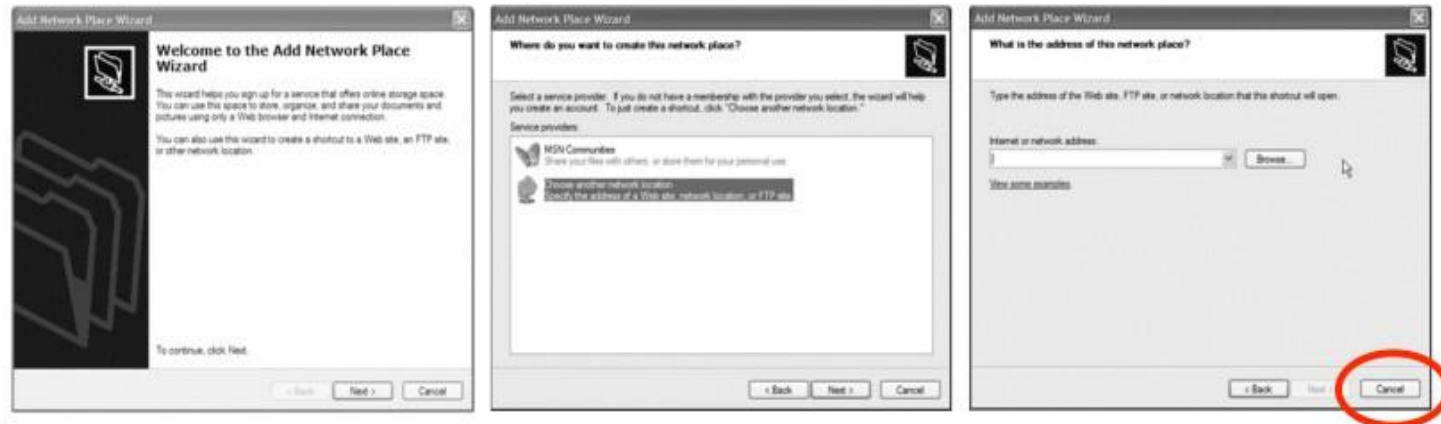 Add Network Place Wizard
Welcome to the Add Network Place
Wizard
This wizard helps you sign up for a service that offers online storage space.
You can use this space to store, organize, and share your documents and
pictures using only a Web browser and Internet connection.
You can also use this wizard to create a shortcut to a Web site, an FTP site,
or other network location.
To continue, click Next.
< Back
Next >
Cancel
Add Network Place Wizard
Where do you want to create this network place?
Select a service provider. If you do not have a membership with the provider you select, the wizard will help
you create an account. To just create a shortcut, click "Choose another network location."
Service providers:
MSN Communities
Share your files with others, or store them for your personal use.
Choose another network location
Specify the address of a Web site, network location, or FTP site.
< Back
Next >
Cancel
Add Network Place Wizard
What is the address of this network place?
Type the address of the Web site, FTP site, or network location that this shortcut will open.
Internet or network address:
Browse...
View some examples.
< Back
Next >
Cancel